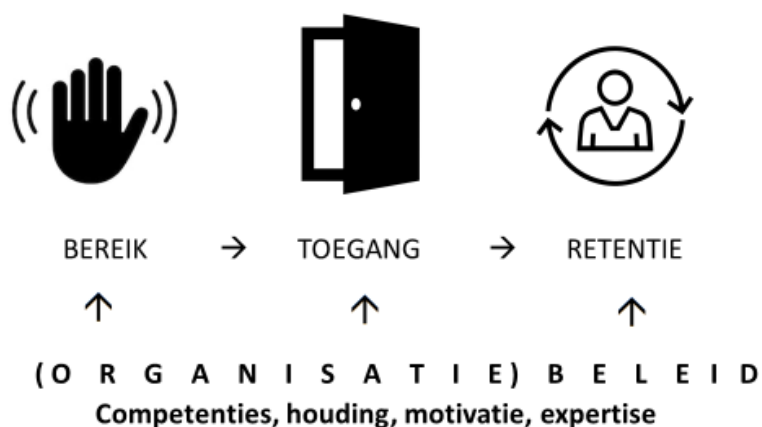 BEREIK → TOEGANG → RETENTIE
↑ ↑ ↑
(ORGANISATIE) BELEID
Competenties, houding, motivatie, expertise